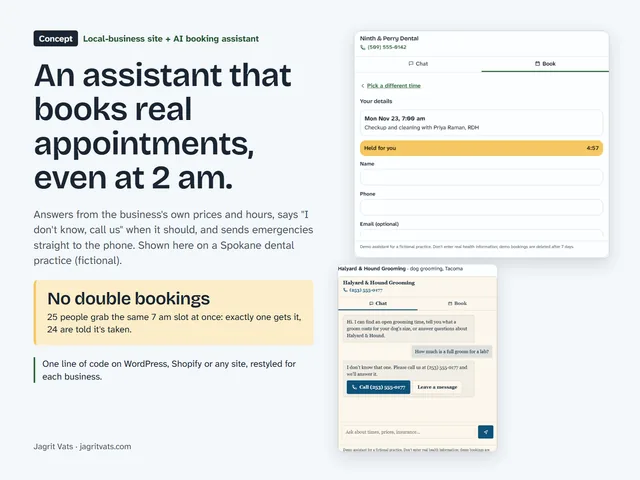 Concept Local-business site + AI booking assistant
An assistant that
books real
appointments,
even at 2 am.
Answers from the business's own prices and hours, says "I
don't know, call us" when it should, and sends emergencies
straight to the phone. Shown here on a Spokane dental
practice (fictional).
No double bookings
25 people grab the same 7 am slot at once: exactly one gets it,
24 are told it's taken.
One line of code on WordPress, Shopify or any site, restyled for
each business.
Jagrit Vats · jagritvats.com
Ninth & Perry Dental
(509) 555-0142
Chat
Book
Pick a different time
Your details
Mon Nov 23, 7:00 am
Checkup and cleaning with Priya Raman, RDH
Held for you 4:57
Name
Phone
Email (optional)
Demo assistant for a fictional practice. Don't enter real health information; demo bookings are deleted after 7 days.
Halyard & Hound Grooming · dog grooming, Tacoma
Halyard & Hound Grooming
(253) 555-0177
Chat
Book
Hi. I can find an open grooming time, tell you what a
groom costs for your dog's size, or answer questions about
Halyard & Hound.
How much is a full groom for a lab?
I don't know that one. Please call us at (253) 555-0177 and
we'll answer it.
Call (253) 555-0177
Leave a message
Ask about times, prices, insurance...